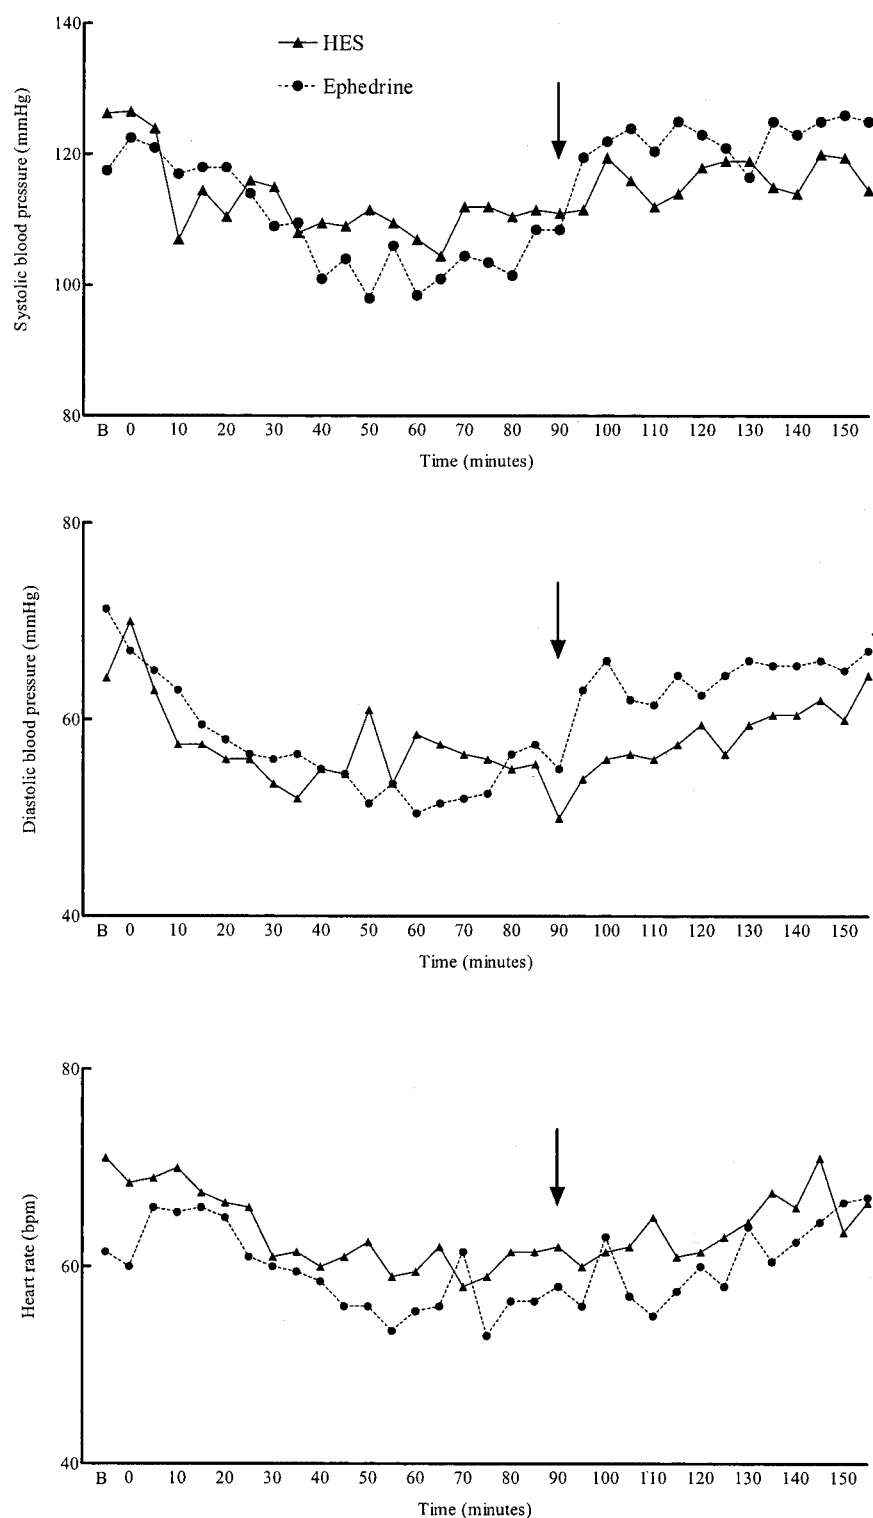 140
HES
Ephedrine
120
100
80
Systolic blood pressure (mmHg)
B 0 10 20 30 40 50 60 70 80 90 100 110 120 130 140 150
Time (minutes)
80
60
40
Diastolic blood pressure (mmHg)
B 0 10 20 30 40 50 60 70 80 90 100 110 120 130 140 150
Time (minutes)
80
60
40
Heart rate (bpm)
B 0 10 20 30 40 50 60 70 80 90 100 110 120 130 140 150
Time (minutes)